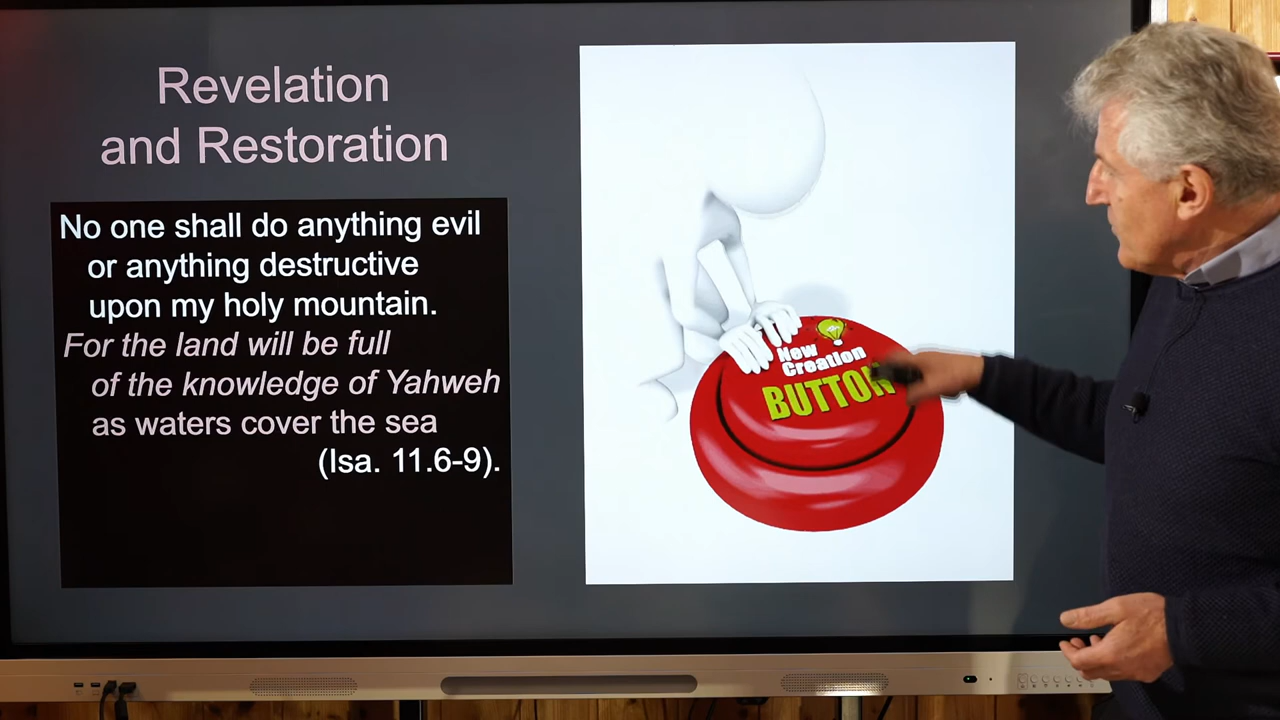 Revelation
and Restoration
No one shall do anything evil
or anything destructive
upon my holy mountain.
For the land will be full
of the knowledge of Yahweh
as waters cover the sea
(Isa. 11.6-9).
New
Creation
BUTTON